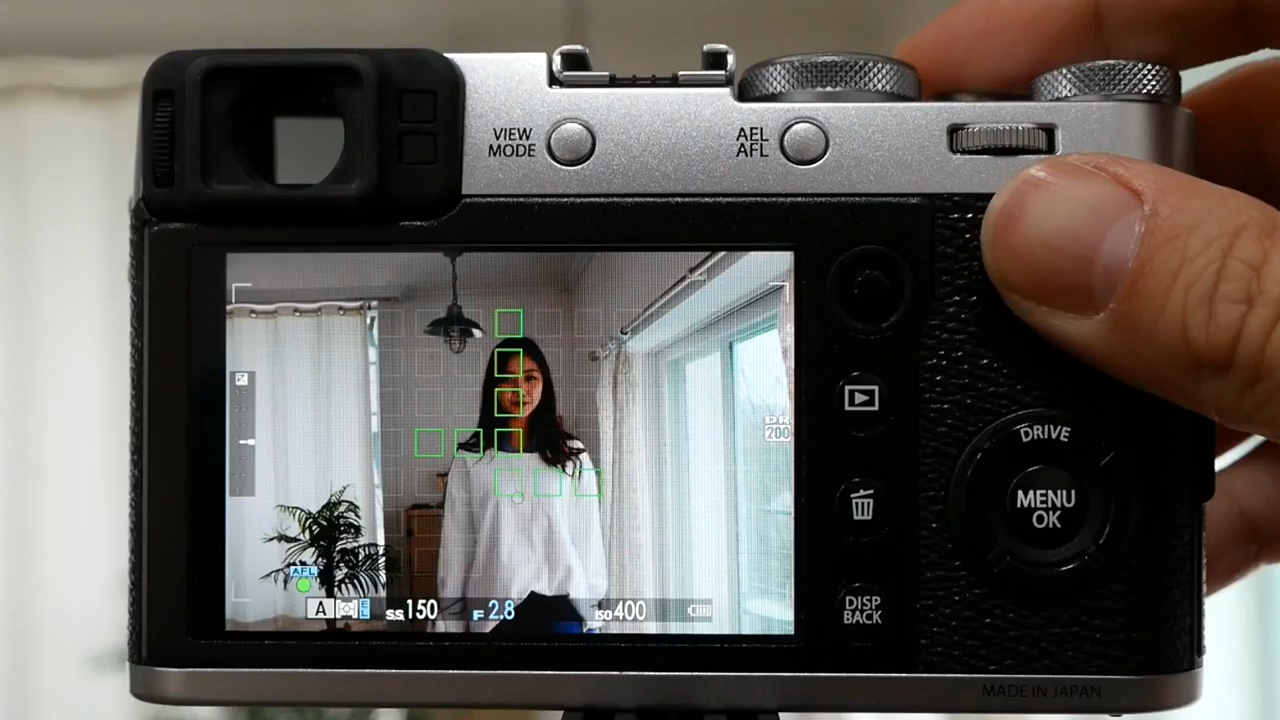 VIEW
MODE
AEL
AFL
DR
200
DRIVE
MENU
OK
AFL
A
SS 150
F 2.8
ISO 400
DISP
BACK
MADE IN JAPAN